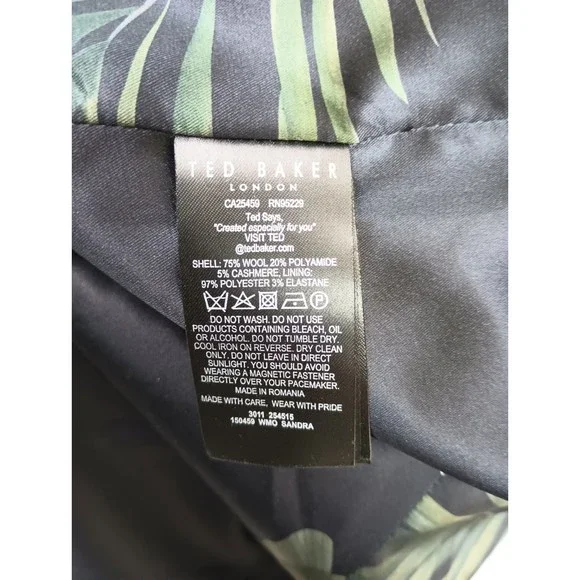 TED BAKER
LONDON
CA25459 RN95229
Ted Says,
"Created especially for you"
VISIT TED
@tedbaker.com
SHELL: 75% WOOL 20% POLYAMIDE
5% CASHMERE, LINING:
97% POLYESTER 3% ELASTANE
P
DO NOT WASH. DO NOT USE
PRODUCTS CONTAINING BLEACH, OIL
OR ALCOHOL. DO NOT TUMBLE DRY.
COOL IRON ON REVERSE. DRY CLEAN
ONLY. DO NOT LEAVE IN DIRECT
SUNLIGHT. YOU SHOULD AVOID
WEARING A MAGNETIC FASTENER
DIRECTLY OVER YOUR PACEMAKER.
MADE IN ROMANIA
MADE WITH CARE, WEAR WITH PRIDE
3011 254515
150459 WMO SANDRA